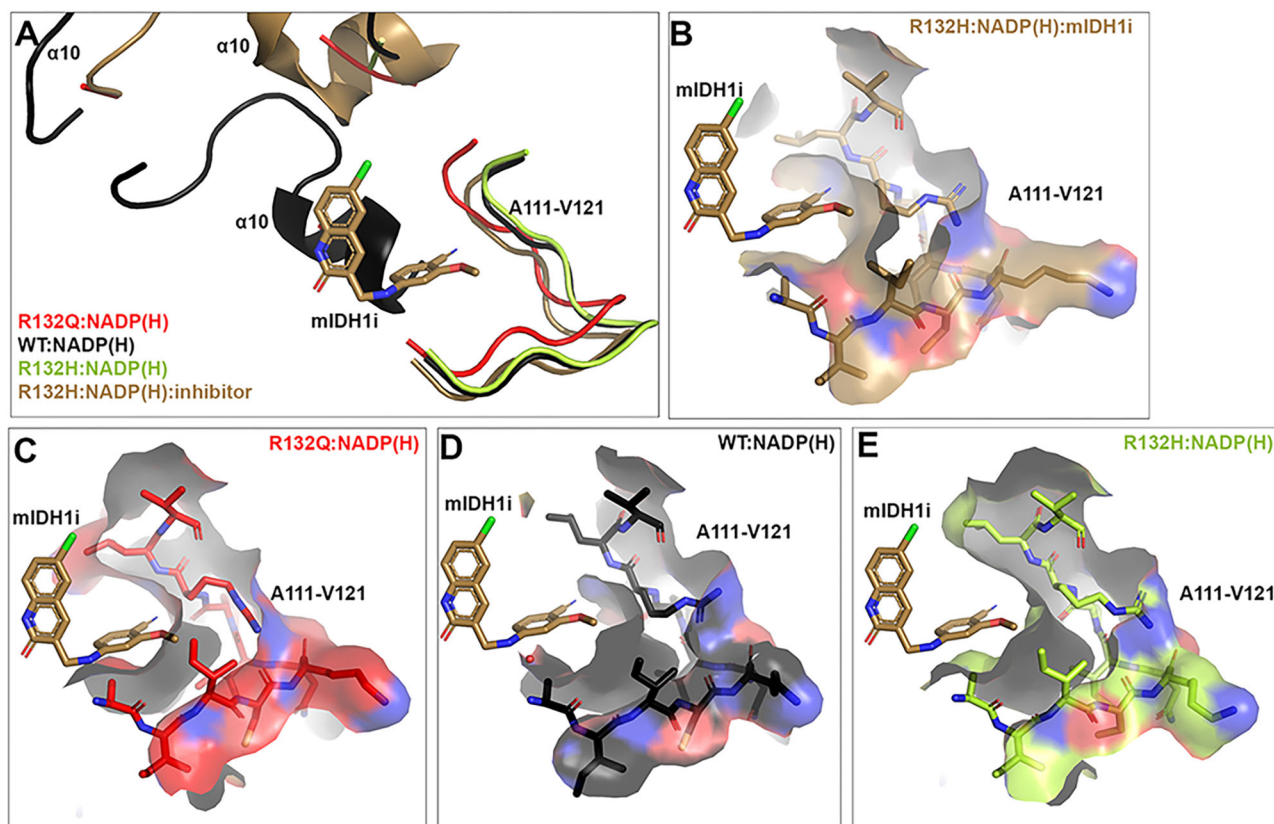 A
α10
α10
α10
A111-V121
mIDH1i
R132Q:NADP(H)
WT:NADP(H)
R132H:NADP(H)
R132H:NADP(H):inhibitor
B
R132H:NADP(H):mIDH1i
mIDH1i
A111-V121
C
R132Q:NADP(H)
mIDH1i
A111-V121
D
WT:NADP(H)
mIDH1i
A111-V121
E
R132H:NADP(H)
mIDH1i
A111-V121